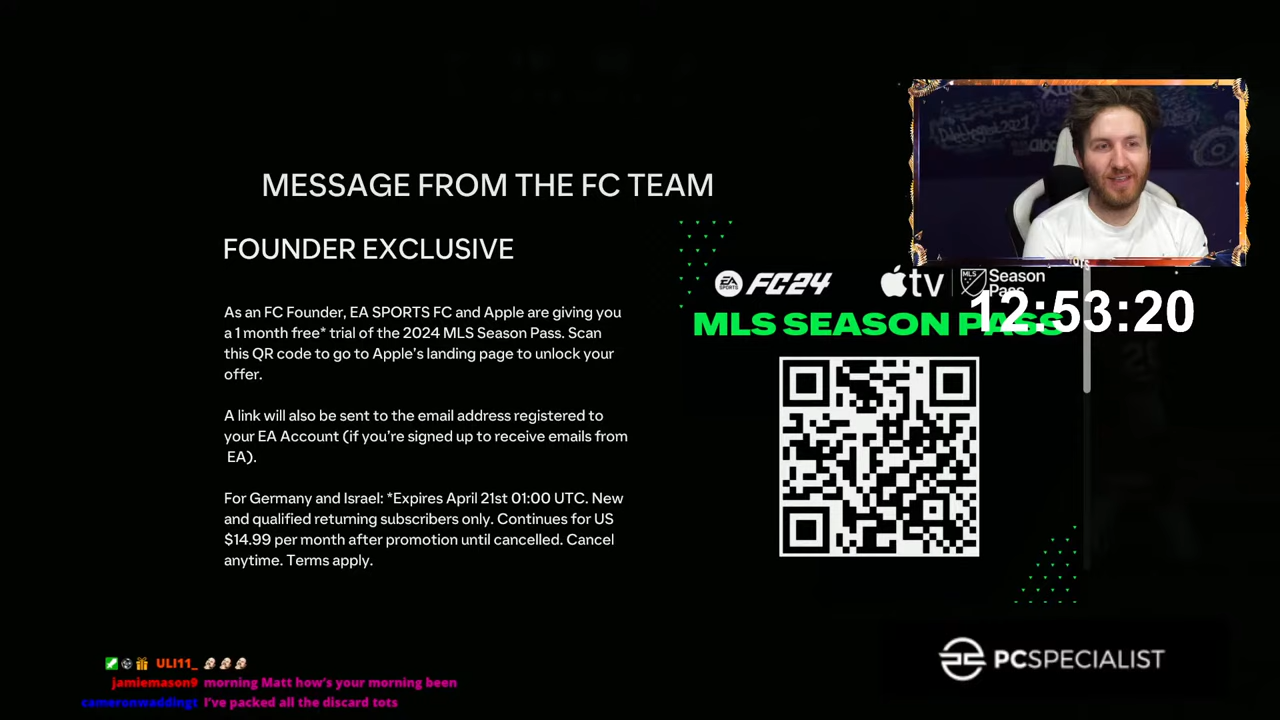 MESSAGE FROM THE FC TEAM
FOUNDER EXCLUSIVE
As an FC Founder, EA SPORTS FC and Apple are giving you
a 1 month free* trial of the 2024 MLS Season Pass. Scan
this QR code to go to Apple's landing page to unlock your
offer.
A link will also be sent to the email address registered to
your EA Account (if you're signed up to receive emails from
EA).
For Germany and Israel: *Expires April 21st 01:00 UTC. New
and qualified returning subscribers only. Continues for US
$14.99 per month after promotion until cancelled. Cancel
anytime. Terms apply.
EA SPORTS FC24
tv MLS Season Pass
12:53:20
MLS SEASON PASS
PCSPECIALIST
ULI11_
jamiemason9 morning Matt how's your morning been
cameronwaddingt I've packed all the discard tots